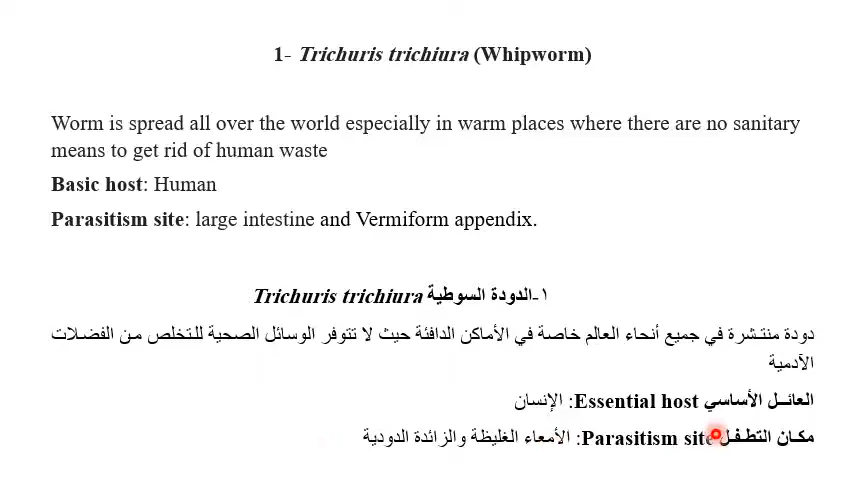 1- Trichuris trichiura (Whipworm)
Worm is spread all over the world especially in warm places where there are no sanitary
means to get rid of human waste
Basic host: Human
Parasitism site: large intestine and Vermiform appendix.
١-الدودة السوطية Trichuris trichiura
دودة منتشرة في جميع أنحاء العالم خاصة في الأماكن الدافئة حيث لا تتوفر الوسائل الصحية للتخلص من الفضلات
الآدمية
العائل الأساسي Essential host: الإنسان
مكان التطفل Parasitism site: الأمعاء الغليظة والزائدة الدودية